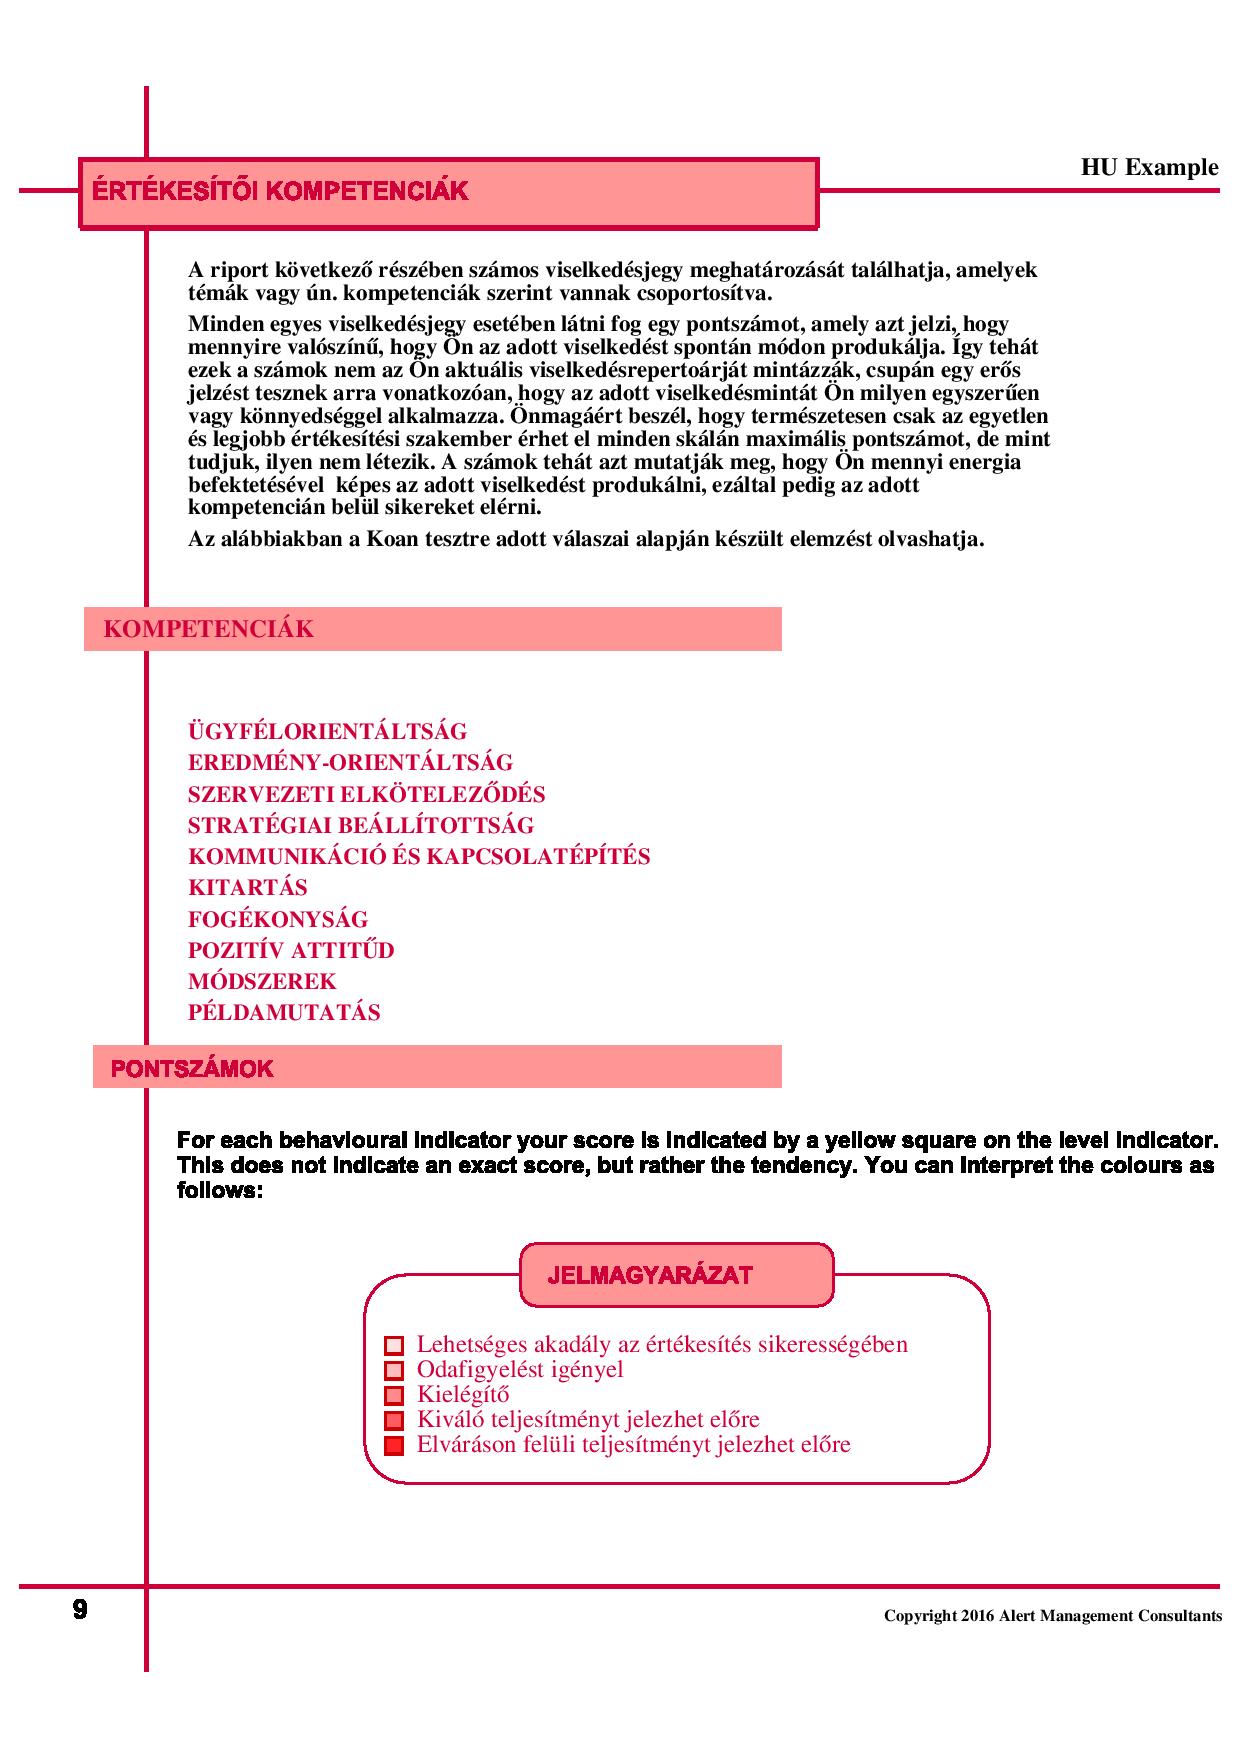 HU Example
ÉRTÉKESÍTŐI KOMPETENCIÁK
A riport következő részében számos viselkedésjegy meghatározását találhatja, amelyek
témák vagy ún. kompetenciák szerint vannak csoportosítva.
Minden egyes viselkedésjegy esetében látni fog egy pontszámot, amely azt jelzi, hogy
mennyire valószínű, hogy Ön az adott viselkedést spontán módon produkálja. Így tehát
ezek a számok nem az Ön aktuális viselkedésrepertoárját mintázzák, csupán egy erős
jelzést tesznek arra vonatkozóan, hogy az adott viselkedésmintát Ön milyen egyszerűen
vagy könnyedséggel alkalmazza. Önmagáért beszél, hogy természetesen csak az egyetlen
és legjobb értékesítési szakember érhet el minden skálán maximális pontszámot, de mint
tudjuk, ilyen nem létezik. A számok tehát azt mutatják meg, hogy Ön mennyi energia
befektetésével képes az adott viselkedést produkálni, ezáltal pedig az adott
kompetencián belül sikereket elérni.
Az alábbiakban a Koan tesztre adott válaszai alapján készült elemzést olvashatja.
KOMPETENCIÁK
ÜGYFÉLORIENTÁLTSÁG
EREDMÉNY-ORIENTÁLTSÁG
SZERVEZETI ELKÖTELEZŐDÉS
STRATÉGIAI BEÁLLÍTOTTSÁG
KOMMUNIKÁCIÓ ÉS KAPCSOLATÉPÍTÉS
KITARTÁS
FOGÉKONYSÁG
POZITÍV ATTITŰD
MÓDSZEREK
PÉLDAMUTATÁS
PONTSZÁMOK
For each behavioural indicator your score is indicated by a yellow square on the level indicator.
This does not indicate an exact score, but rather the tendency. You can interpret the colours as
follows:
JELMAGYARÁZAT
Lehetséges akadály az értékesítés sikerességében
Odafigyelést igényel
Kielégítő
Kiváló teljesítményt jelezhet előre
Elváráson felüli teljesítményt jelezhet előre
9
Copyright 2016 Alert Management Consultants